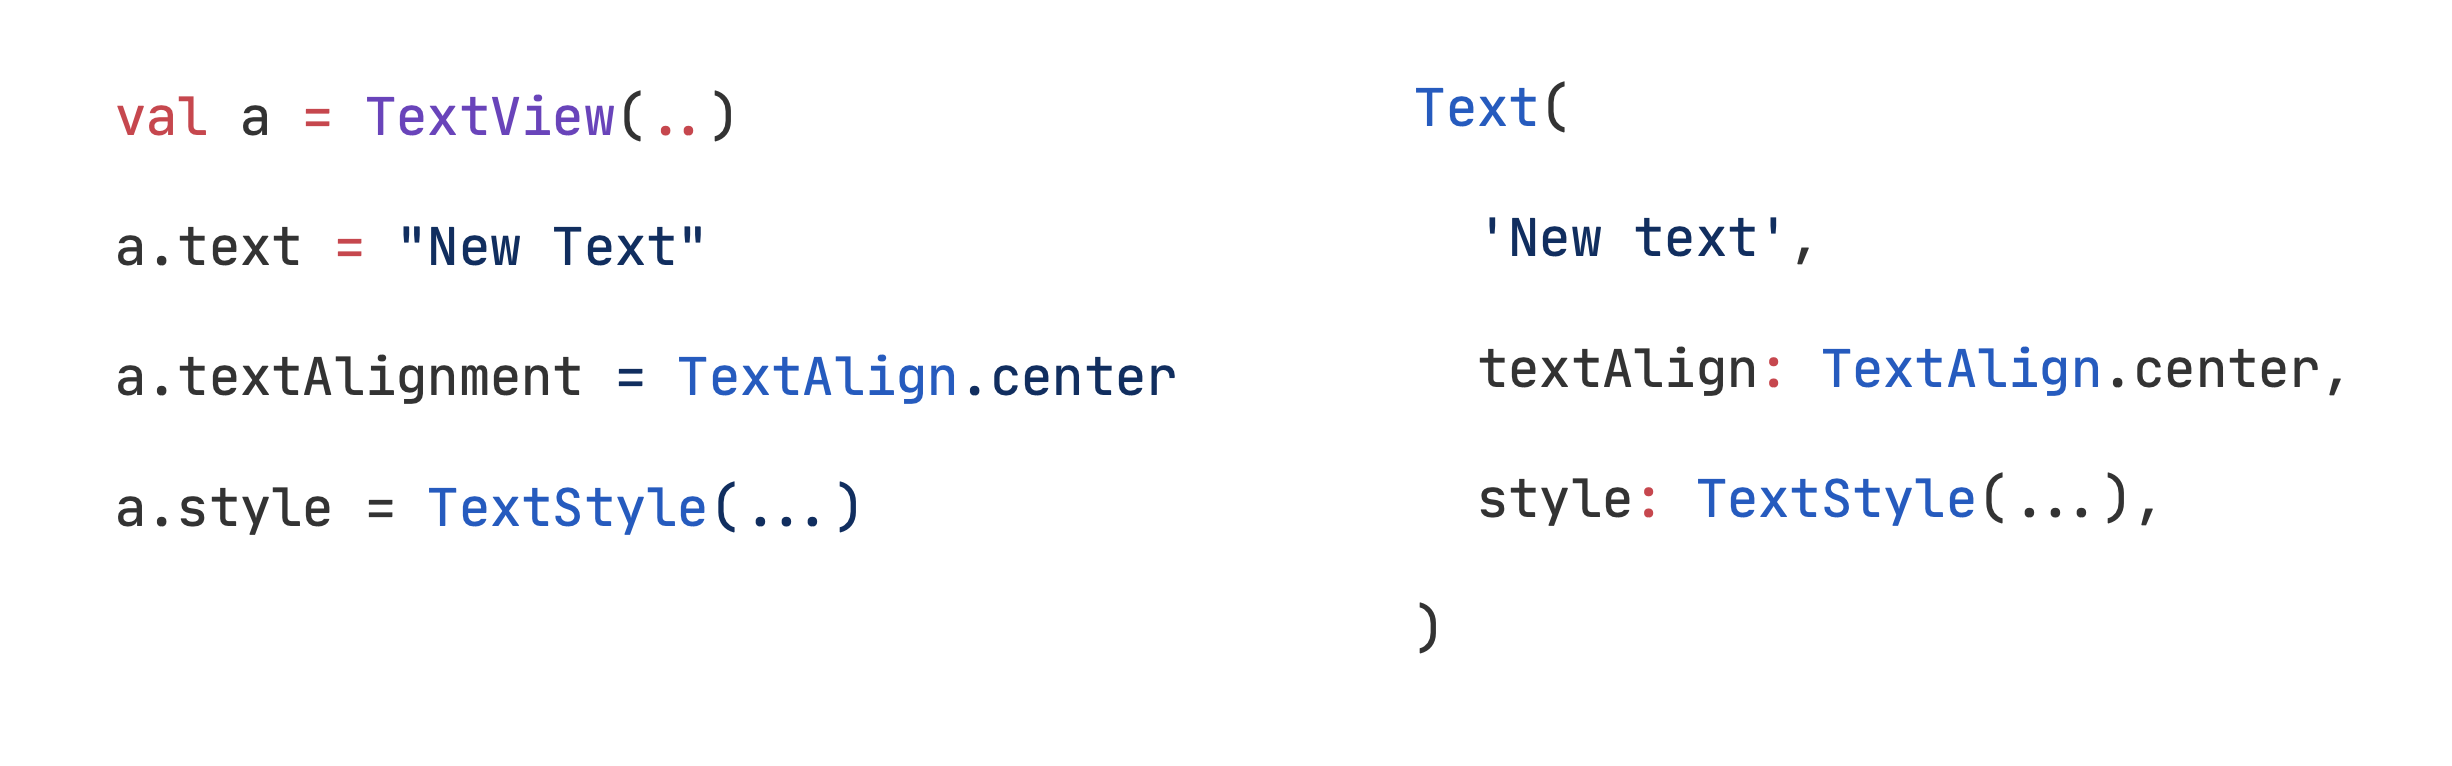 val a = TextView(..)
a.text = "New Text"
a.textAlignment = TextAlign.center
a.style = TextStyle(...)
Text(
  'New text',
  textAlign: TextAlign.center,
  style: TextStyle(...),
)